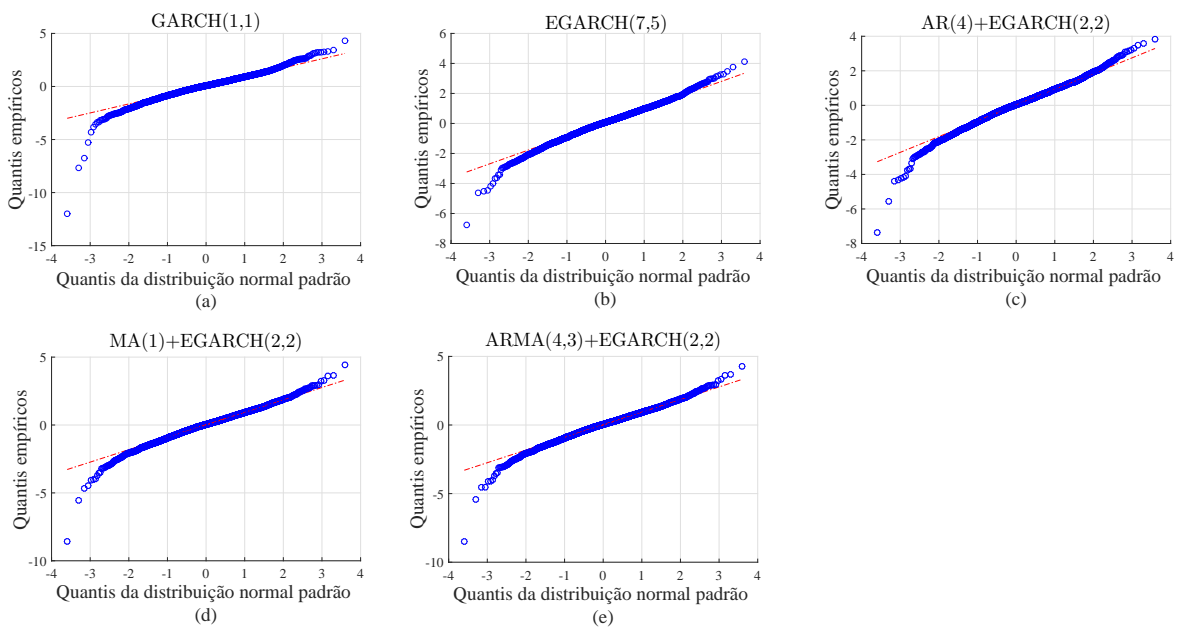 GARCH(1,1)
Quantis empíricos
5
0
-5
-10
-15
-4 -3 -2 -1 0 1 2 3 4
Quantis da distribuição normal padrão
(a)
EGARCH(7,5)
Quantis empíricos
6
4
2
0
-2
-4
-6
-8
-4 -3 -2 -1 0 1 2 3 4
Quantis da distribuição normal padrão
(b)
AR(4)+EGARCH(2,2)
Quantis empíricos
4
2
0
-2
-4
-6
-8
-4 -3 -2 -1 0 1 2 3 4
Quantis da distribuição normal padrão
(c)
MA(1)+EGARCH(2,2)
Quantis empíricos
5
0
-5
-10
-4 -3 -2 -1 0 1 2 3 4
Quantis da distribuição normal padrão
(d)
ARMA(4,3)+EGARCH(2,2)
Quantis empíricos
5
0
-5
-10
-4 -3 -2 -1 0 1 2 3 4
Quantis da distribuição normal padrão
(e)